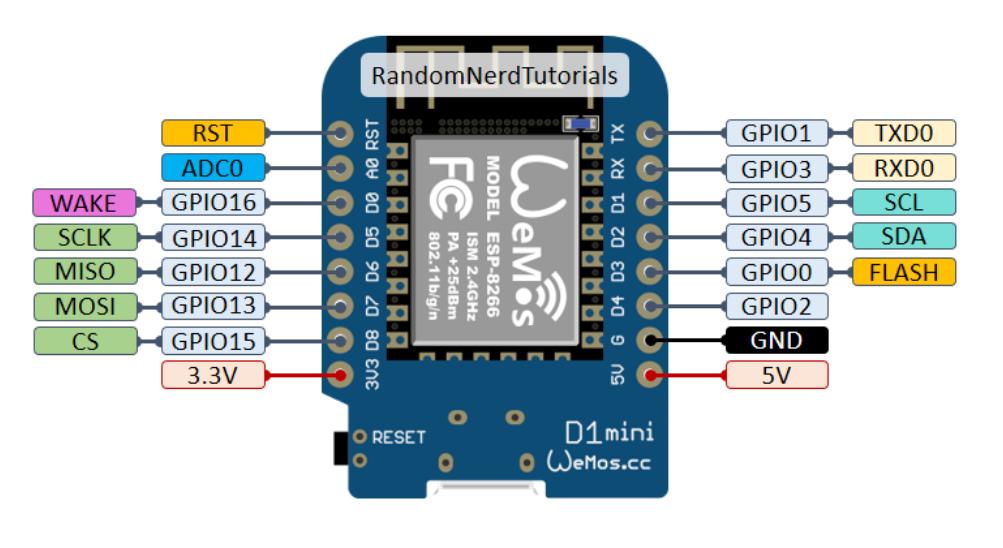 RandomNerdTutorials
RST RST
ADC0 A0
WAKE GPIO16 D0
SCLK GPIO14 D5
MISO GPIO12 D6
MOSI GPIO13 D7
CS GPIO15 D8
3.3V 3V3
TX GPIO1 TXD0
RX GPIO3 RXD0
D1 GPIO5 SCL
D2 GPIO4 SDA
D3 GPIO0 FLASH
D4 GPIO2
G GND
5V 5V
WeMos
FCC
MODEL ESP-8266
ISM 2.4GHz
PA +25dBm
802.11b/g/n
RESET
D1mini
WeMos.cc